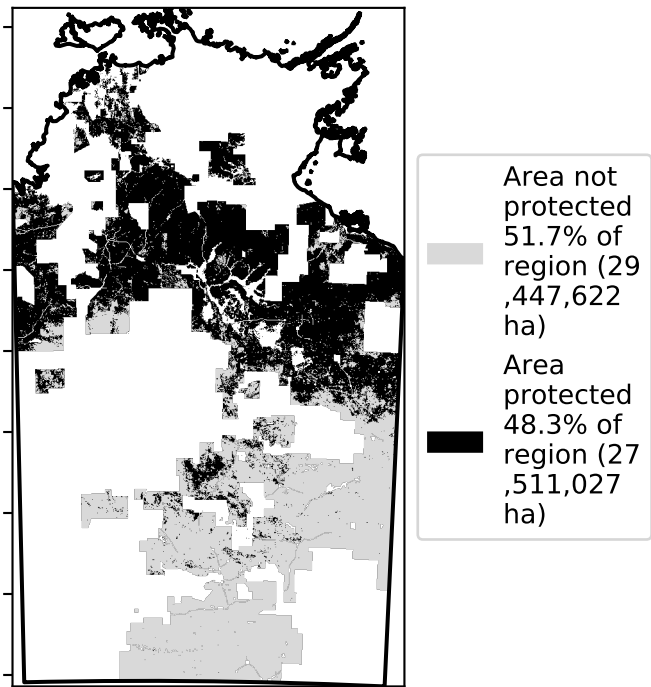 Area not
protected
51.7% of
region (29
,447,622
ha)
Area
protected
48.3% of
region (27
,511,027
ha)